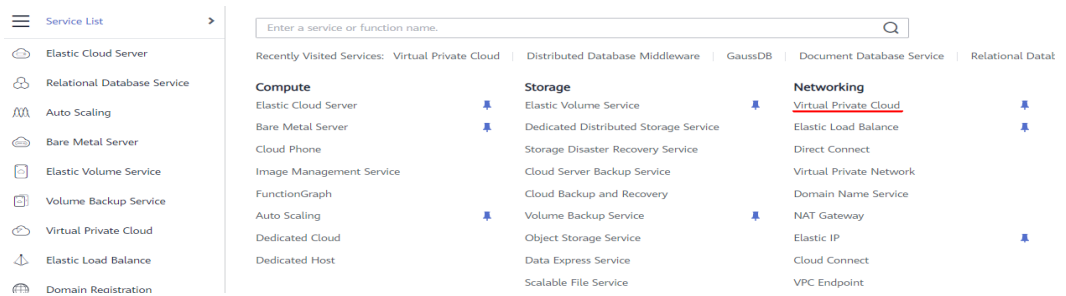 Service List >
Elastic Cloud Server
Relational Database Service
Auto Scaling
Bare Metal Server
Elastic Volume Service
Volume Backup Service
Virtual Private Cloud
Elastic Load Balance
Domain Registration
Enter a service or function name.
Recently Visited Services: Virtual Private Cloud | Distributed Database Middleware | GaussDB | Document Database Service | Relational Datab
Compute
Elastic Cloud Server
Bare Metal Server
Cloud Phone
Image Management Service
FunctionGraph
Auto Scaling
Dedicated Cloud
Dedicated Host
Storage
Elastic Volume Service
Dedicated Distributed Storage Service
Storage Disaster Recovery Service
Cloud Server Backup Service
Cloud Backup and Recovery
Volume Backup Service
Object Storage Service
Data Express Service
Scalable File Service
Networking
Virtual Private Cloud
Elastic Load Balance
Direct Connect
Virtual Private Network
Domain Name Service
NAT Gateway
Elastic IP
Cloud Connect
VPC Endpoint